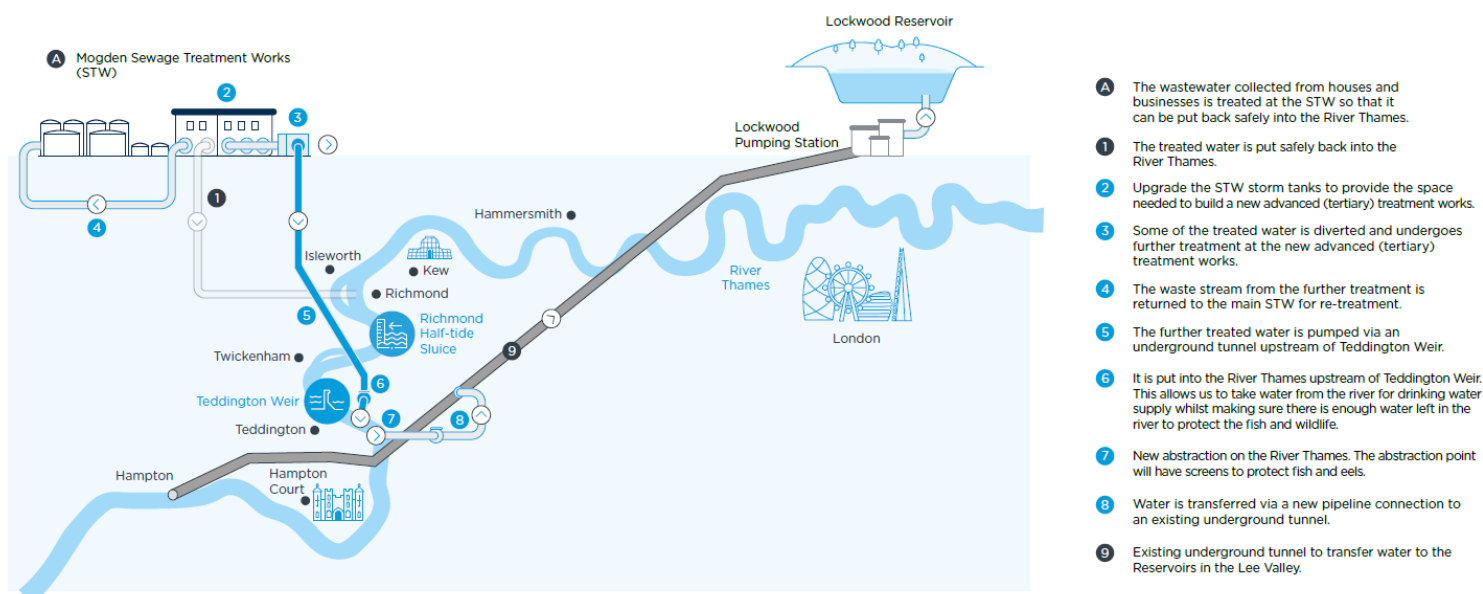 Lockwood Reservoir
A Mogden Sewage Treatment Works
(STW)
2
3
Lockwood
Pumping Station
1
4
Hammersmith
Isleworth
Kew
Richmond
River
Thames
5
Richmond
Half-tide
Sluice
London
9
Twickenham
6
Teddington Weir
7
8
Teddington
Hampton
Hampton
Court
A The wastewater collected from houses and
businesses is treated at the STW so that it
can be put back safely into the River Thames.
1 The treated water is put safely back into the
River Thames.
2 Upgrade the STW storm tanks to provide the space
needed to build a new advanced (tertiary) treatment works.
3 Some of the treated water is diverted and undergoes
further treatment at the new advanced (tertiary)
treatment works.
4 The waste stream from the further treatment is
returned to the main STW for re-treatment.
5 The further treated water is pumped via an
underground tunnel upstream of Teddington Weir.
6 It is put into the River Thames upstream of Teddington Weir.
This allows us to take water from the river for drinking water
supply whilst making sure there is enough water left in the
river to protect the fish and wildlife.
7 New abstraction on the River Thames. The abstraction point
will have screens to protect fish and eels.
8 Water is transferred via a new pipeline connection to
an existing underground tunnel.
9 Existing underground tunnel to transfer water to the
Reservoirs in the Lee Valley.